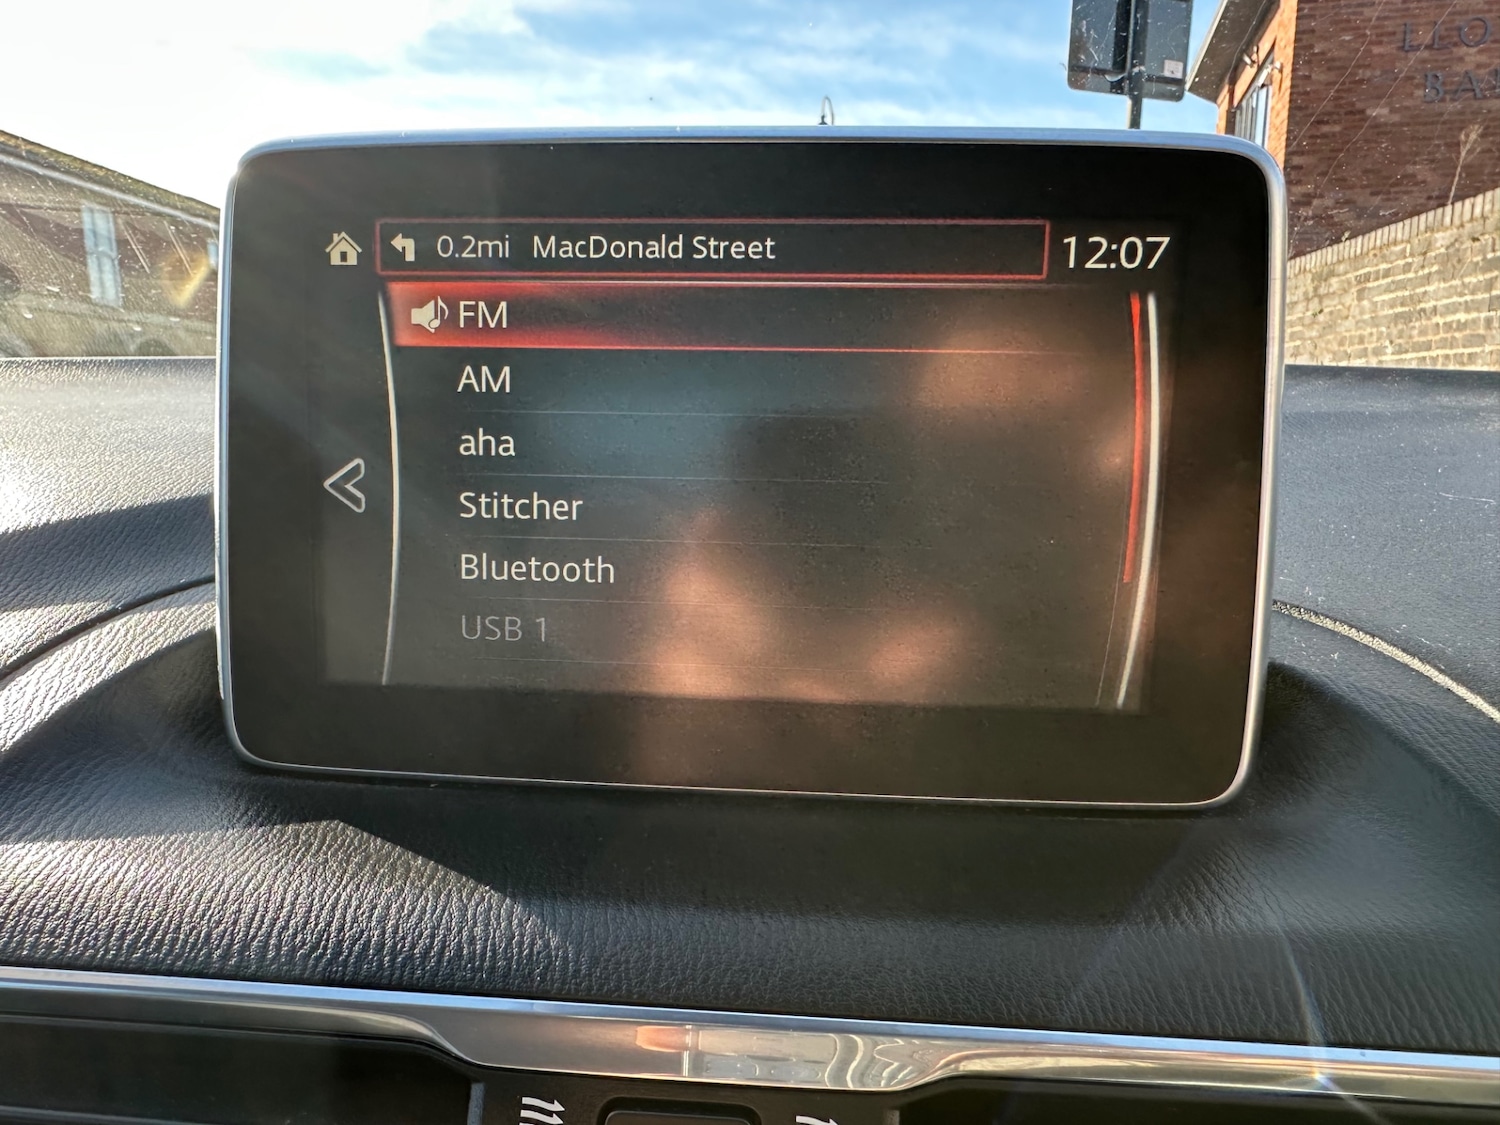 0.2mi MacDonald Street 12:07
FM
AM
aha
Stitcher
Bluetooth
USB 1